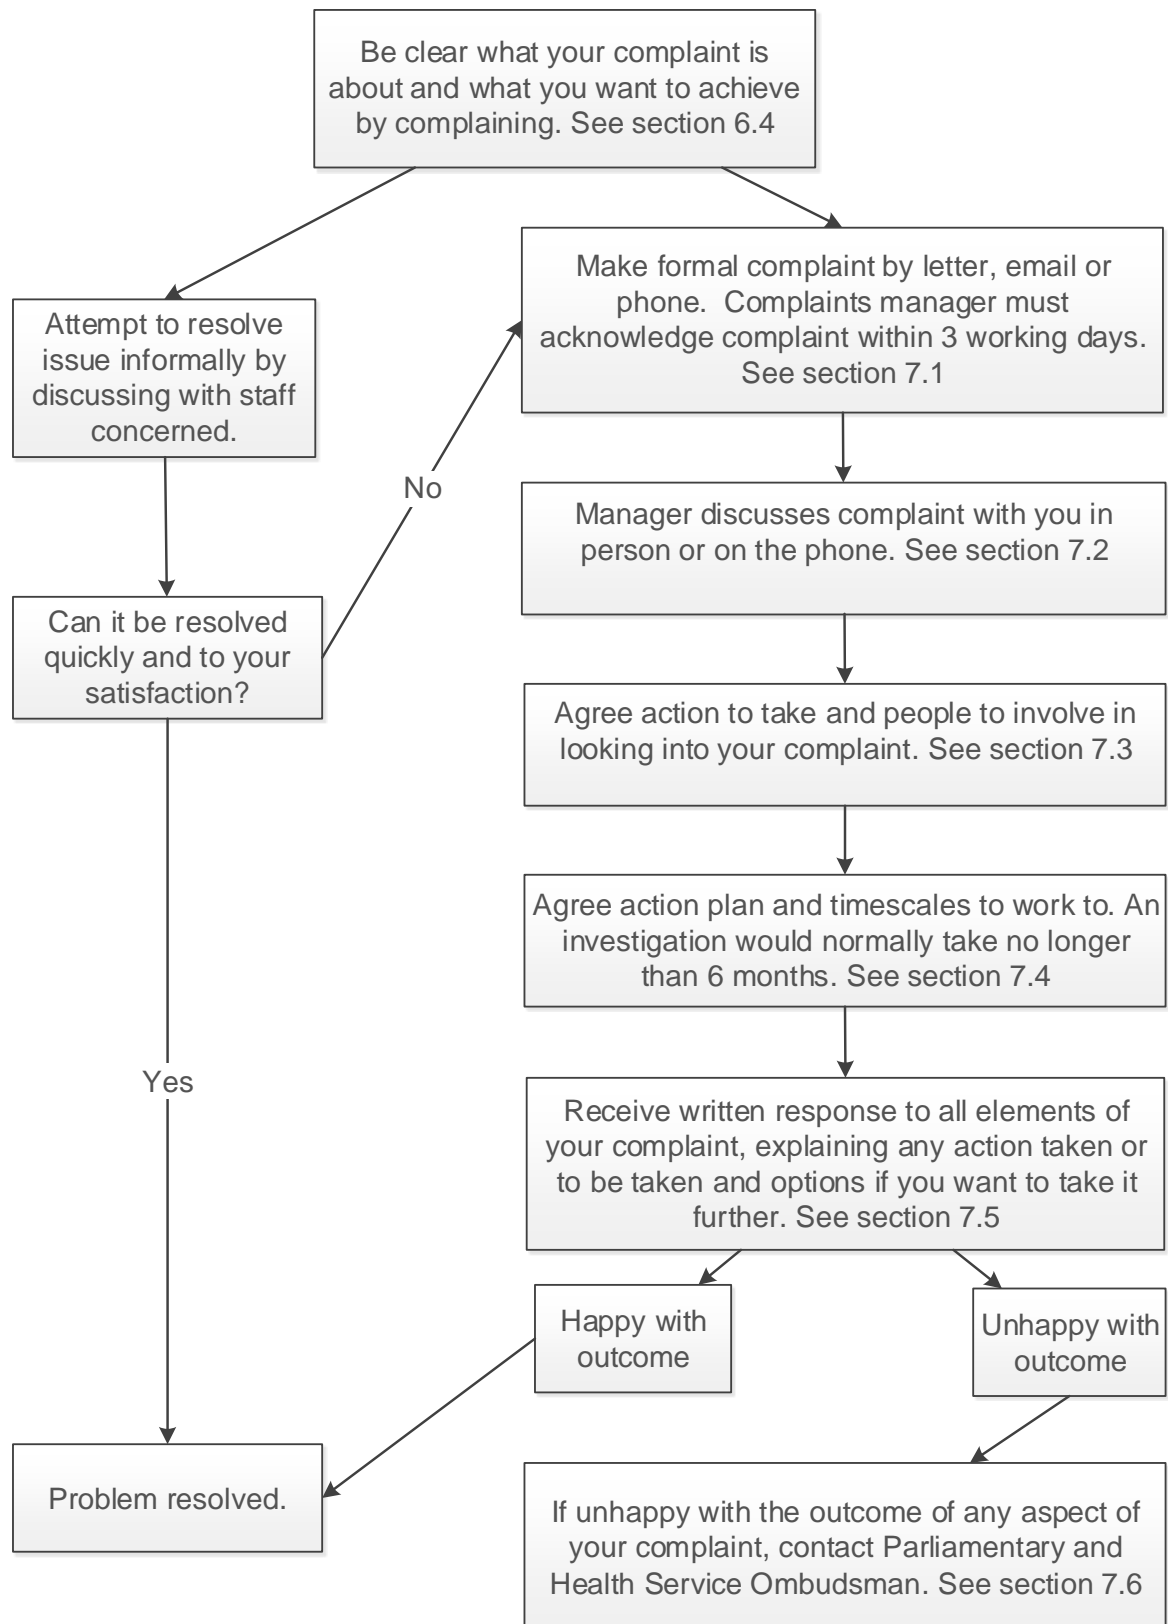 Be clear what your complaint is
about and what you want to achieve
by complaining. See section 6.4
Attempt to resolve
issue informally by
discussing with staff
concerned.
Make formal complaint by letter, email or
phone.  Complaints manager must
acknowledge complaint within 3 working days.
See section 7.1
No
Manager discusses complaint with you in
person or on the phone. See section 7.2
Can it be resolved
quickly and to your
satisfaction?
Agree action to take and people to involve in
looking into your complaint. See section 7.3
Agree action plan and timescales to work to. An
investigation would normally take no longer
than 6 months. See section 7.4
Yes
Receive written response to all elements of
your complaint, explaining any action taken or
to be taken and options if you want to take it
further. See section 7.5
Happy with
outcome
Unhappy with
outcome
Problem resolved.
If unhappy with the outcome of any aspect of
your complaint, contact Parliamentary and
Health Service Ombudsman. See section 7.6